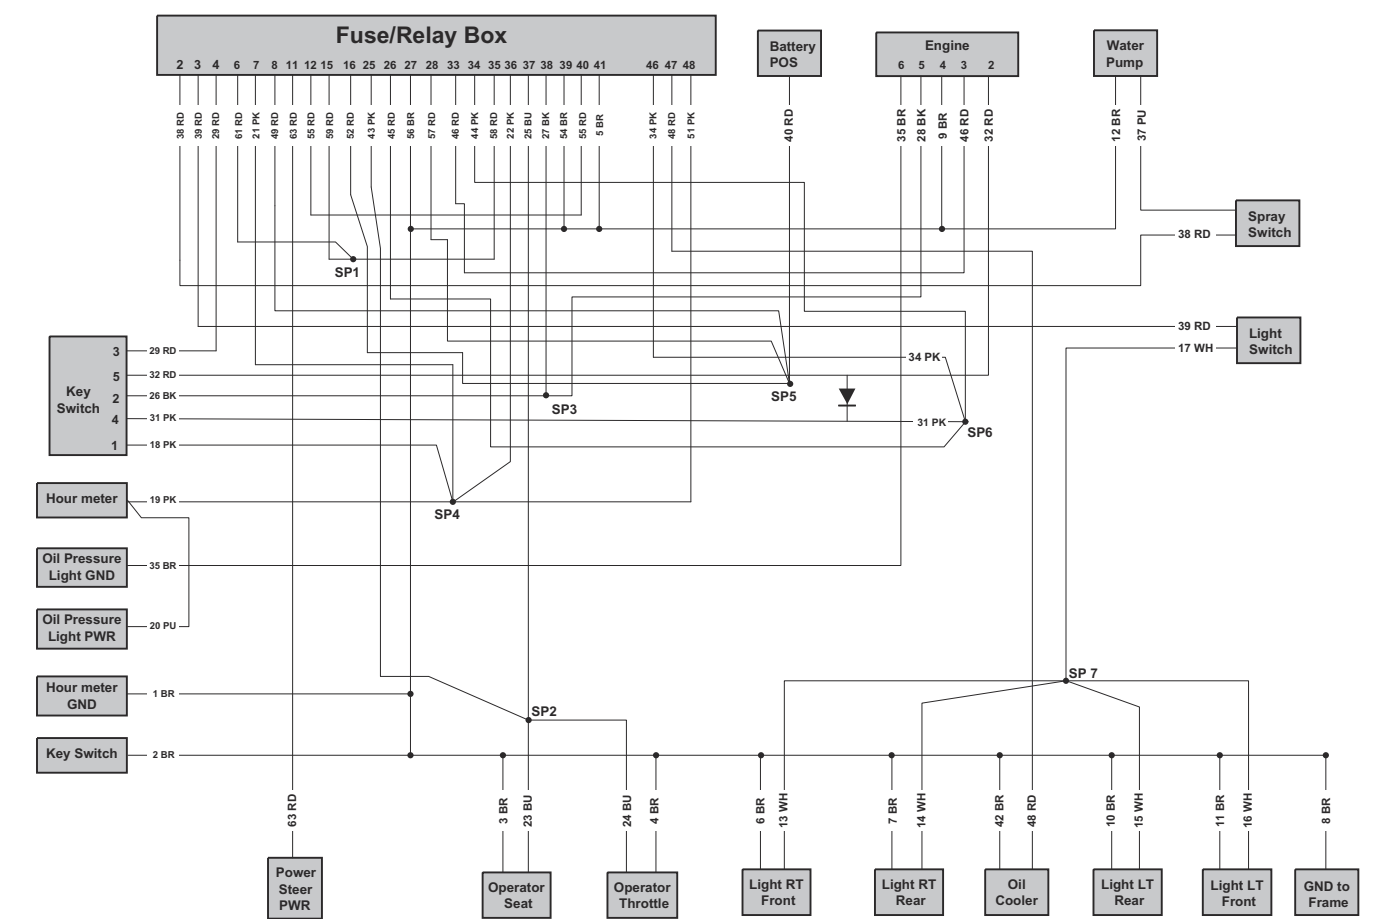 Fuse/Relay Box
2 3 4 6 7 8 11 12 15 16 25 26 27 28 33 34 35 36 37 38 39 40 41 46 47 48
38 RD
39 RD
29 RD
61 RD
21 PK
49 RD
63 RD
55 RD
59 RD
52 RD
43 PK
45 RD
56 BR
57 RD
46 RD
44 PK
58 RD
22 PK
25 BU
27 BK
54 BR
55 RD
5 BR
34 PK
48 RD
51 PK
Battery
POS
40 RD
Engine
6 5 4 3 2
35 BR
28 BK
9 BR
46 RD
32 RD
Water
Pump
12 BR
37 PU
Spray
Switch
38 RD
SP1
39 RD
Light
Switch
17 WH
Key
Switch
3
5
2
4
1
29 RD
32 RD
26 BK
31 PK
18 PK
34 PK
SP5
SP3
31 PK
SP6
Hour meter
19 PK
SP4
Oil Pressure
Light GND
35 BR
Oil Pressure
Light PWR
20 PU
Hour meter
GND
1 BR
SP 7
SP2
Key Switch
2 BR
63 RD
3 BR
23 BU
24 BU
4 BR
6 BR
13 WH
7 BR
14 WH
42 BR
48 RD
10 BR
15 WH
11 BR
16 WH
8 BR
Power
Steer
PWR
Operator
Seat
Operator
Throttle
Light RT
Front
Light RT
Rear
Oil
Cooler
Light LT
Rear
Light LT
Front
GND to
Frame